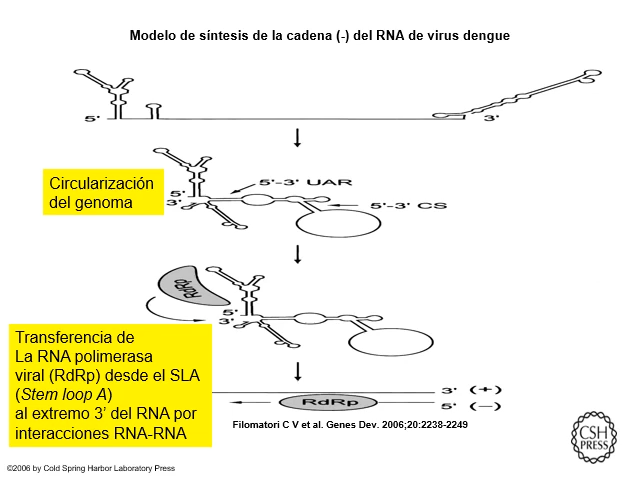 Modelo de síntesis de la cadena (-) del RNA de virus dengue
5'
3'
Circularización
del genoma
5'-3' UAR
5'
3'
5'-3' CS
RdRp
5'
3'
Transferencia de
La RNA polimerasa
viral (RdRp) desde el SLA
(Stem loop A)
al extremo 3' del RNA por
interacciones RNA-RNA
3' (+)
RdRp
5' (−)
Filomatori C V et al. Genes Dev. 2006;20:2238-2249
CSH
PRESS
©2006 by Cold Spring Harbor Laboratory Press